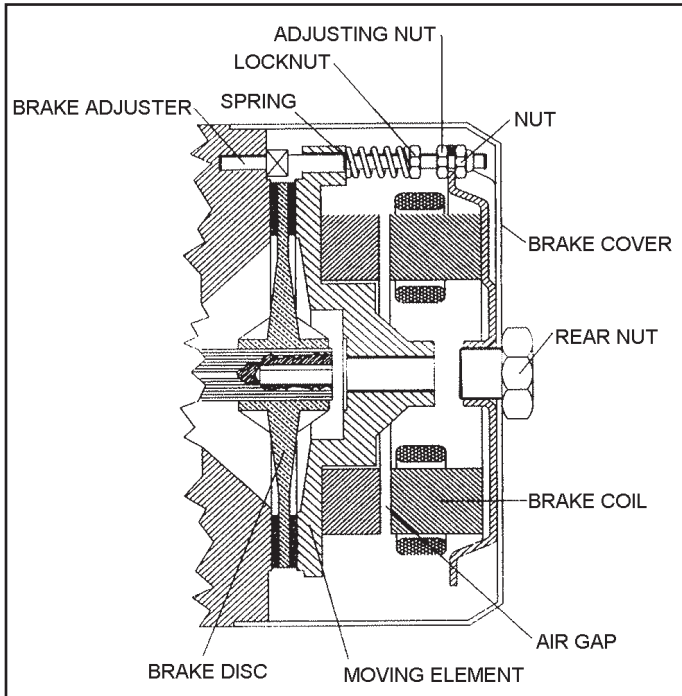 ADJUSTING NUT
LOCKNUT
SPRING
BRAKE ADJUSTER
NUT
BRAKE COVER
REAR NUT
BRAKE COIL
AIR GAP
BRAKE DISC
MOVING ELEMENT